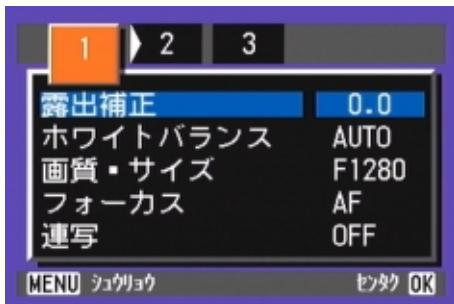 1 2 3
露出補正 0.0
ホワイトバランス AUTO
画質・サイズ F1280
フォーカス AF
連写 OFF
MENU ｼｭｳﾘｮｳ ｾﾝﾀｸ OK